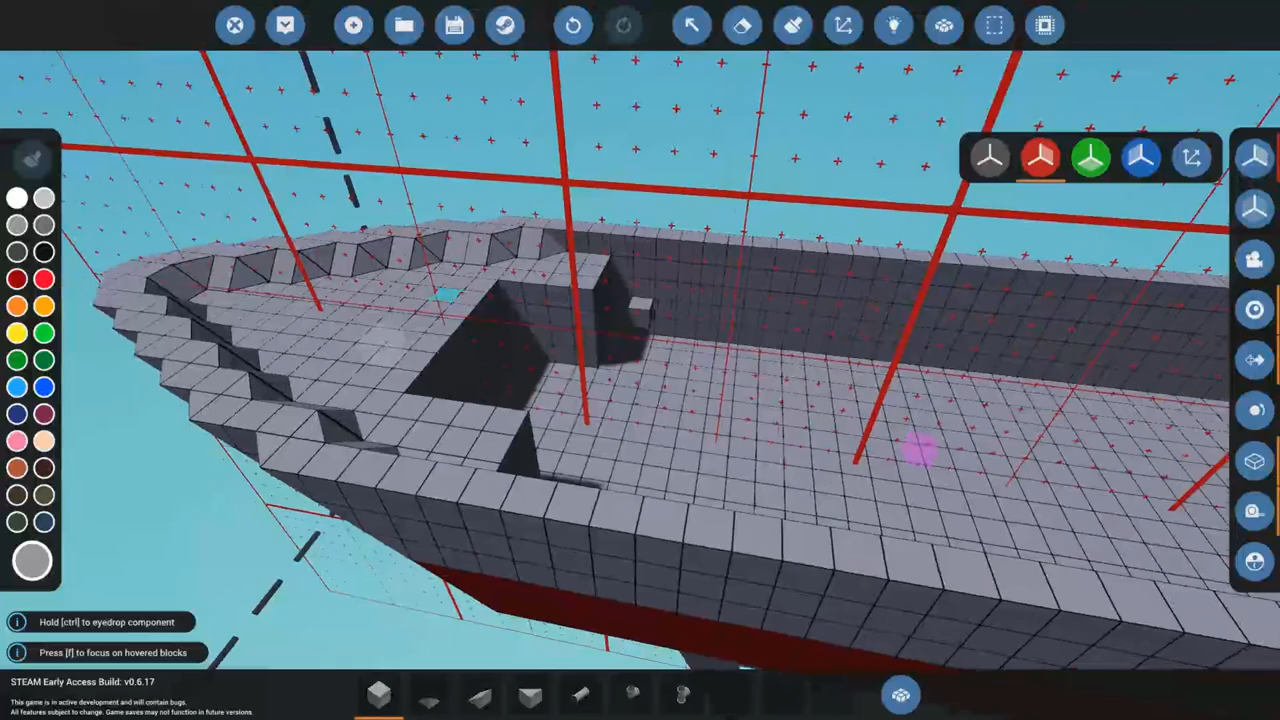 Hold [ctrl] to eyedrop component
Press [f] to focus on hovered blocks
STEAM Early Access Build: v0.6.17
This game is in active development and will contain bugs.
All features subject to change. Game saves may not function in future versions.